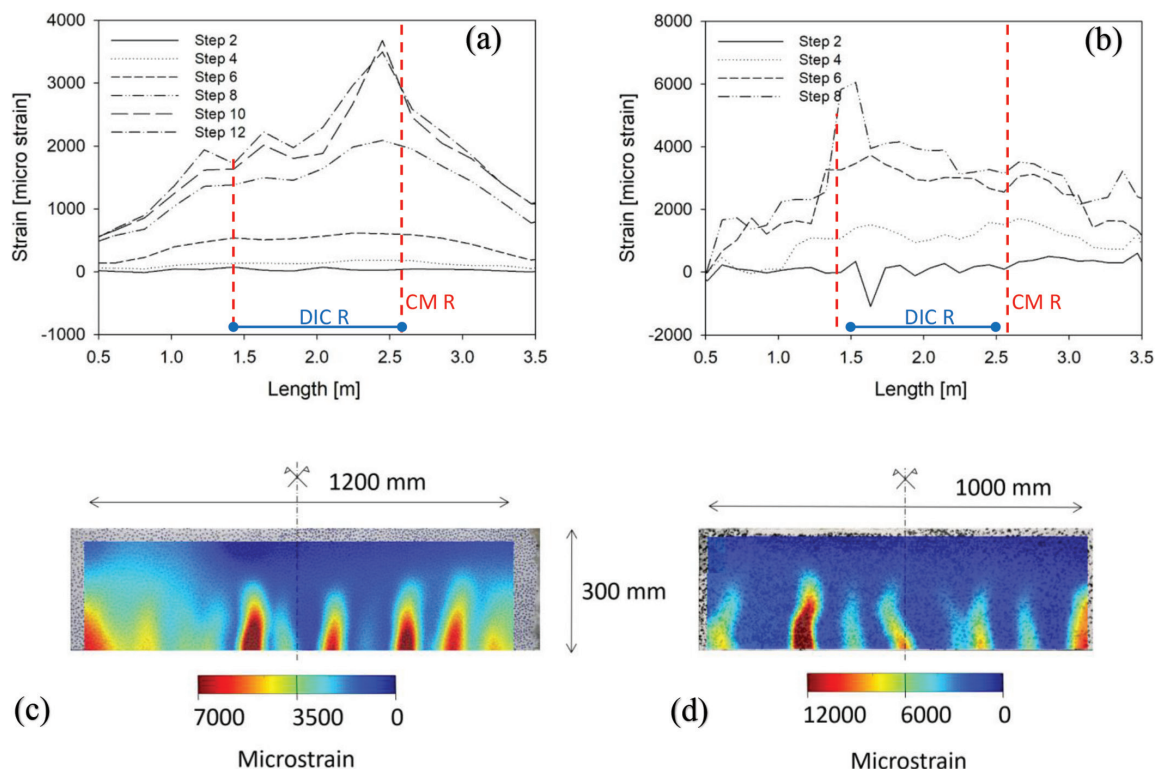 (a)
Step 2
Step 4
Step 6
Step 8
Step 10
Step 12
4000
3000
2000
1000
0
-1000
Strain [micro strain]
CM R
DIC R
0.5 1.0 1.5 2.0 2.5 3.0 3.5
Length [m]
(b)
Step 2
Step 4
Step 6
Step 8
8000
6000
4000
2000
0
-2000
Strain [micro strain]
CM R
DIC R
0.5 1.0 1.5 2.0 2.5 3.0 3.5
Length [m]
1200 mm
300 mm
7000 3500 0
(c)
Microstrain
1000 mm
12000 6000 0
(d)
Microstrain